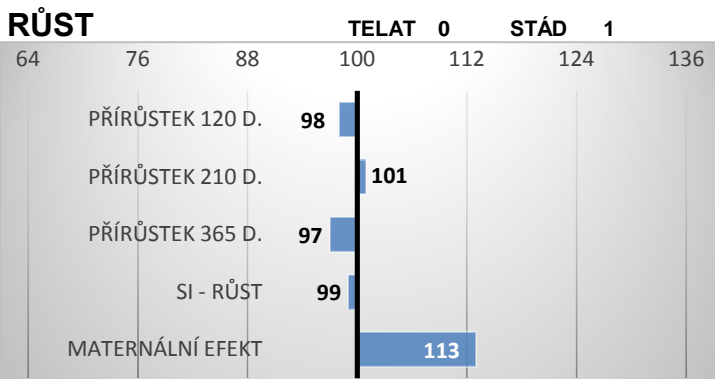 RŮST TELAT 0 STÁD 1
64 76 88 100 112 124 136
PŘÍRŮSTEK 120 D. 98
PŘÍRŮSTEK 210 D. 101
PŘÍRŮSTEK 365 D. 97
SI - RŮST 99
MATERNÁLNÍ EFEKT 113